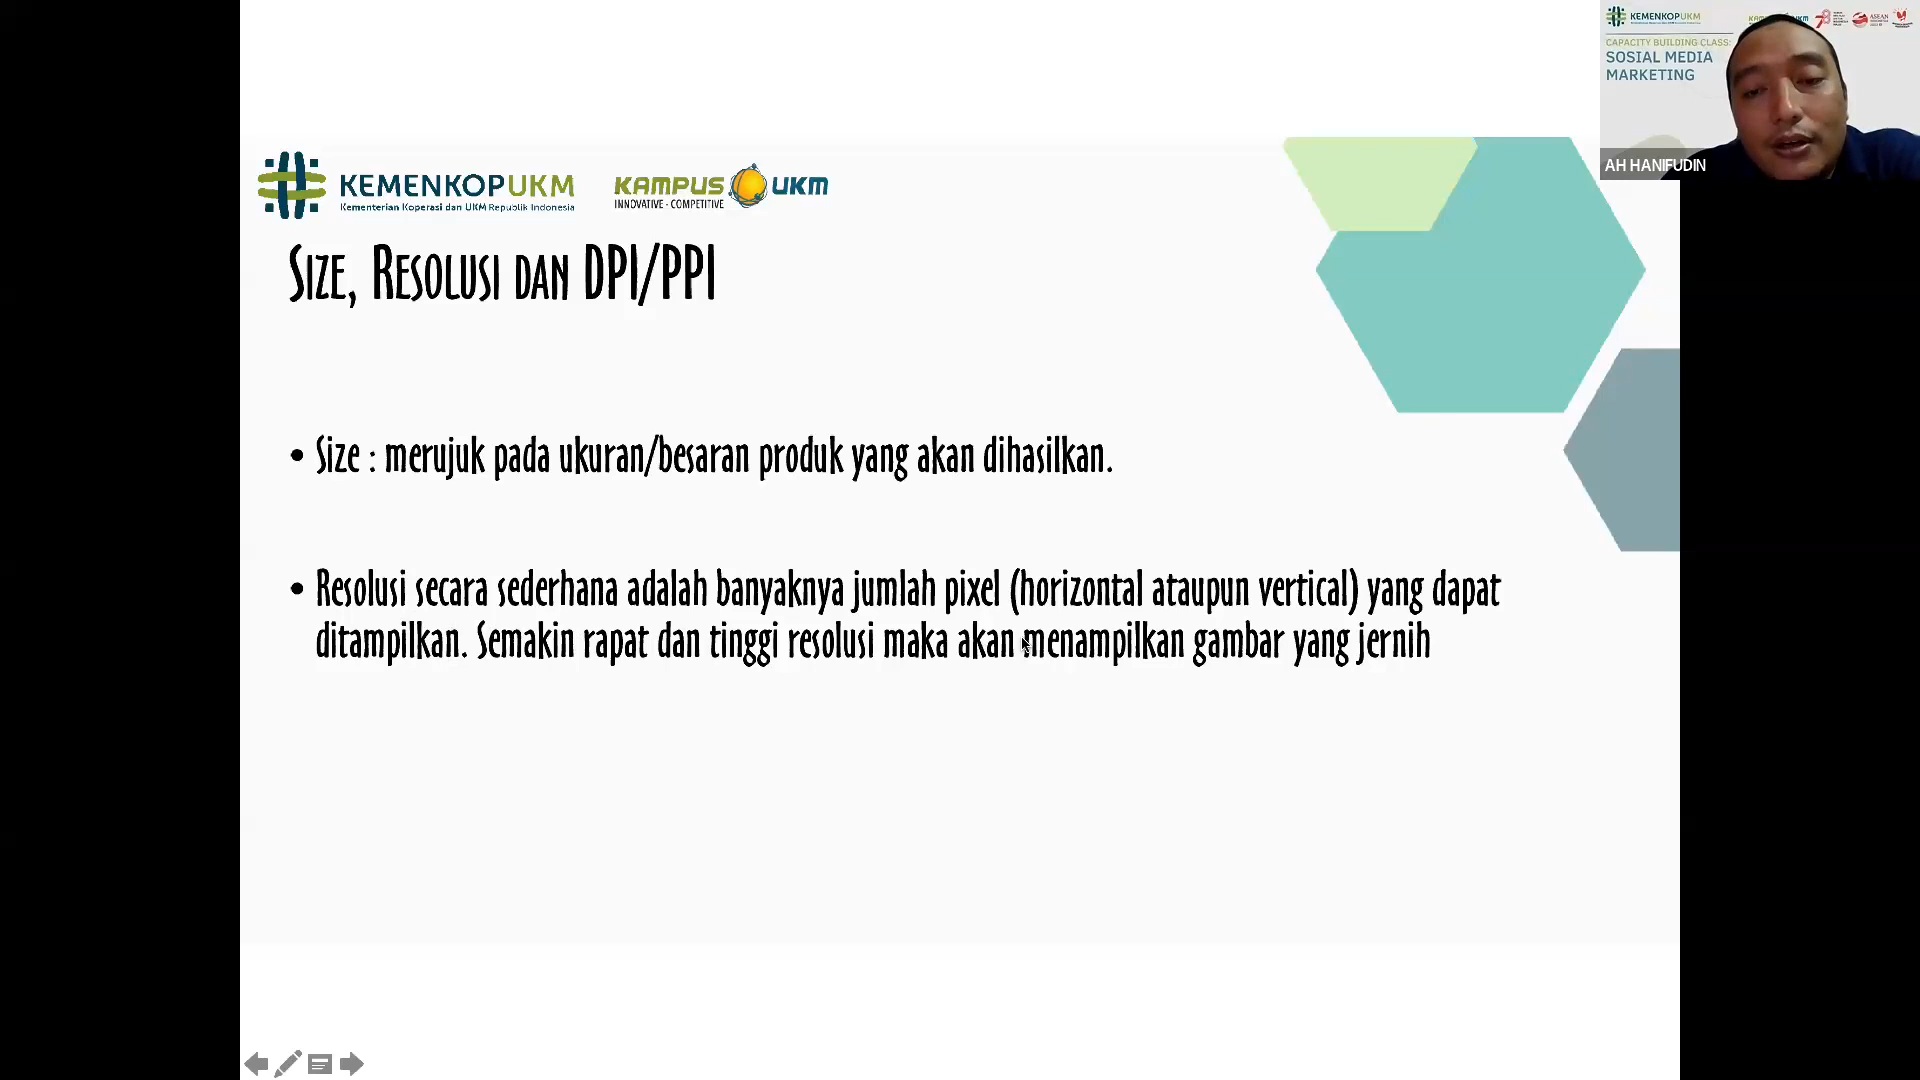 KEMENKOPUKM
Kementerian Koperasi dan UKM Republik Indonesia
KAMPUS UKM
INNOVATIVE - COMPETITIVE
SIZE, RESOLUSI DAN DPI/PPI
• Size : merujuk pada ukuran/besaran produk yang akan dihasilkan.
• Resolusi secara sederhana adalah banyaknya jumlah pixel (horizontal ataupun vertical) yang dapat
ditampilkan. Semakin rapat dan tinggi resolusi maka akan menampilkan gambar yang jernih
KEMENKOPUKM
CAPACITY BUILDING CLASS:
SOSIAL MEDIA
MARKETING
AH HANIFUDIN